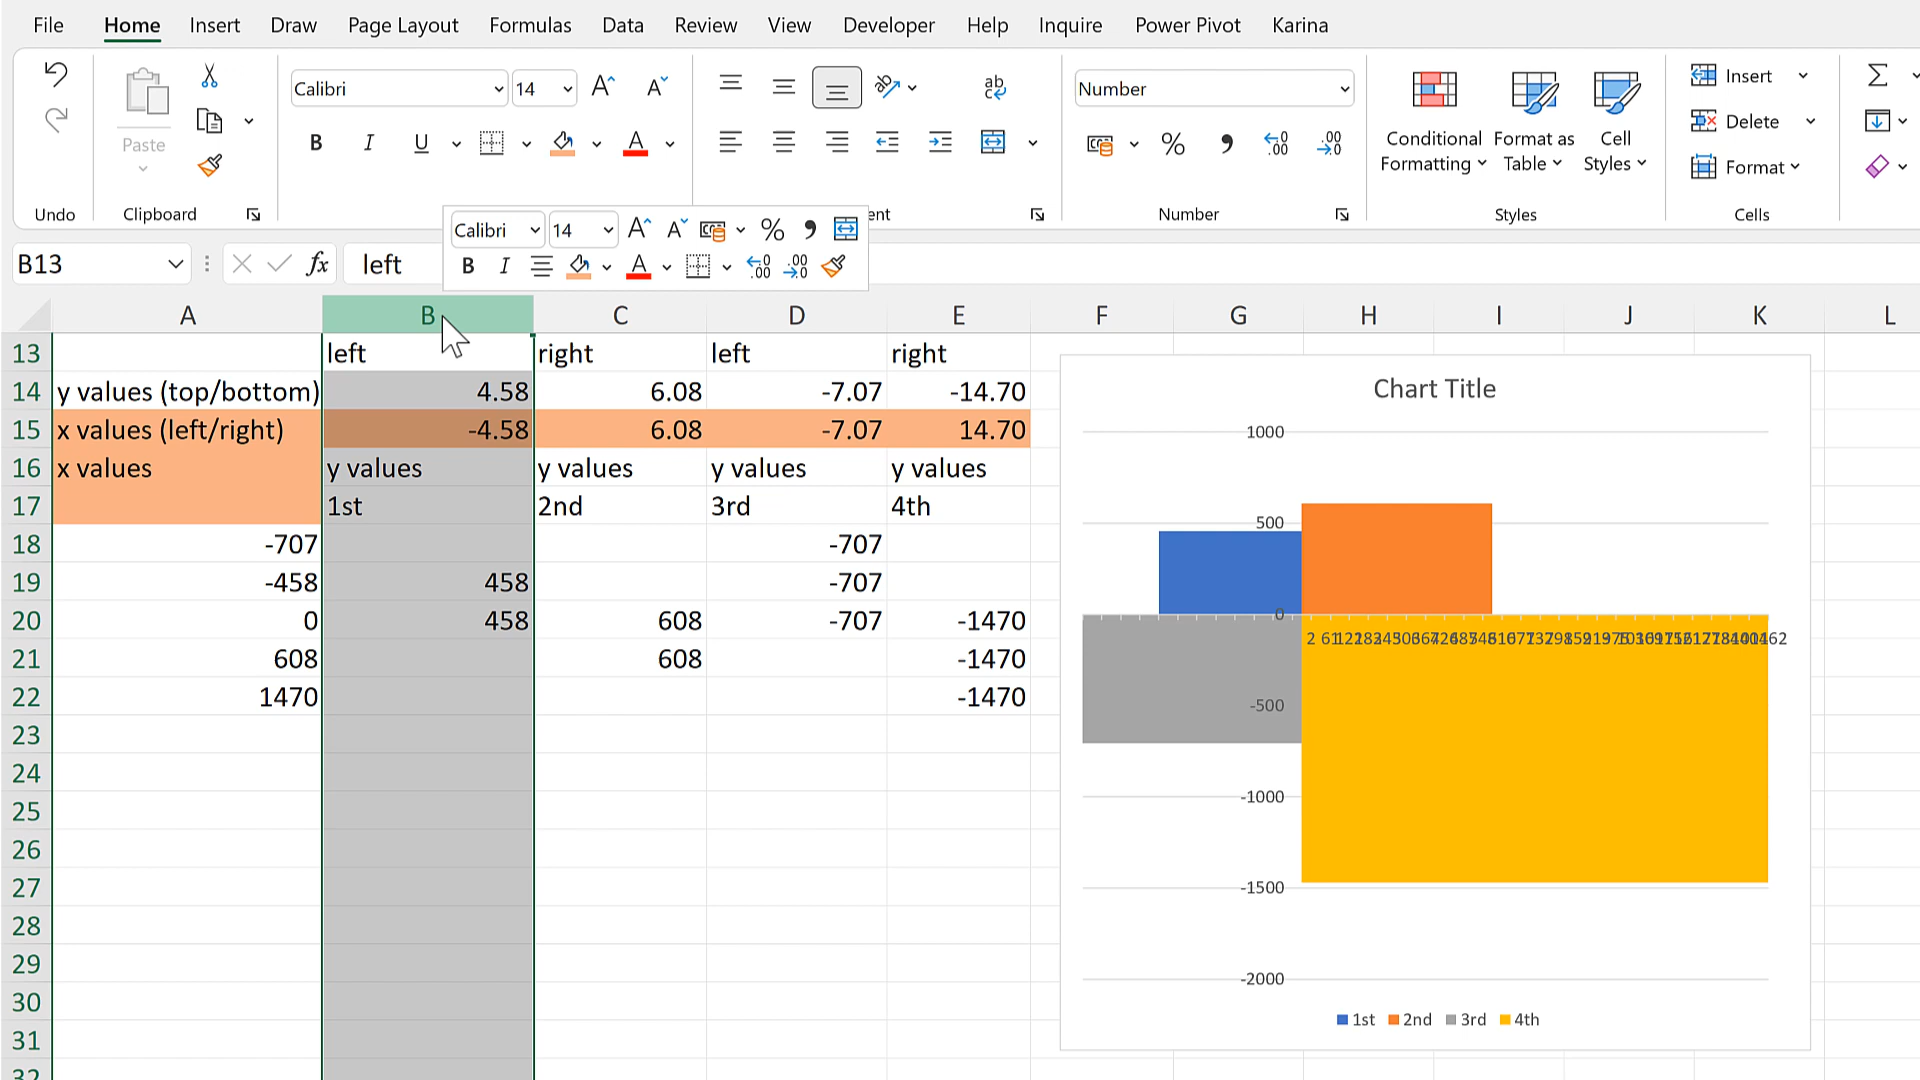 File Home Insert Draw Page Layout Formulas Data Review View Developer Help Inquire Power Pivot Karina
Calibri 14 Number
Paste
Conditional Formatting
Format as Table
Cell Styles
Insert
Delete
Format
Undo Clipboard ent Number Styles Cells
Calibri 14
B13 fx left
A B C D E F G H I J K L
13 left right left right
14 y values (top/bottom) 4.58 6.08 -7.07 -14.70
15 x values (left/right) -4.58 6.08 -7.07 14.70
16 x values y values y values y values y values
17 1st 2nd 3rd 4th
18 -707 -707
19 -458 458 -707
20 0 458 608 -707 -1470
21 608 608 -1470
22 1470 -1470
23
24
25
26
27
28
29
30
31
32
Chart Title
1000
500
0
-500
-1000
-1500
-2000
2 61
1st 2nd 3rd 4th